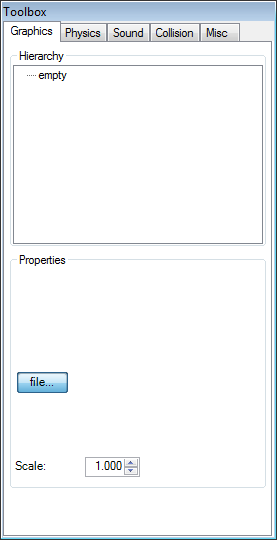 Toolbox
Graphics Physics Sound Collision Misc
Hierarchy
empty
Properties
file...
Scale: 1.000